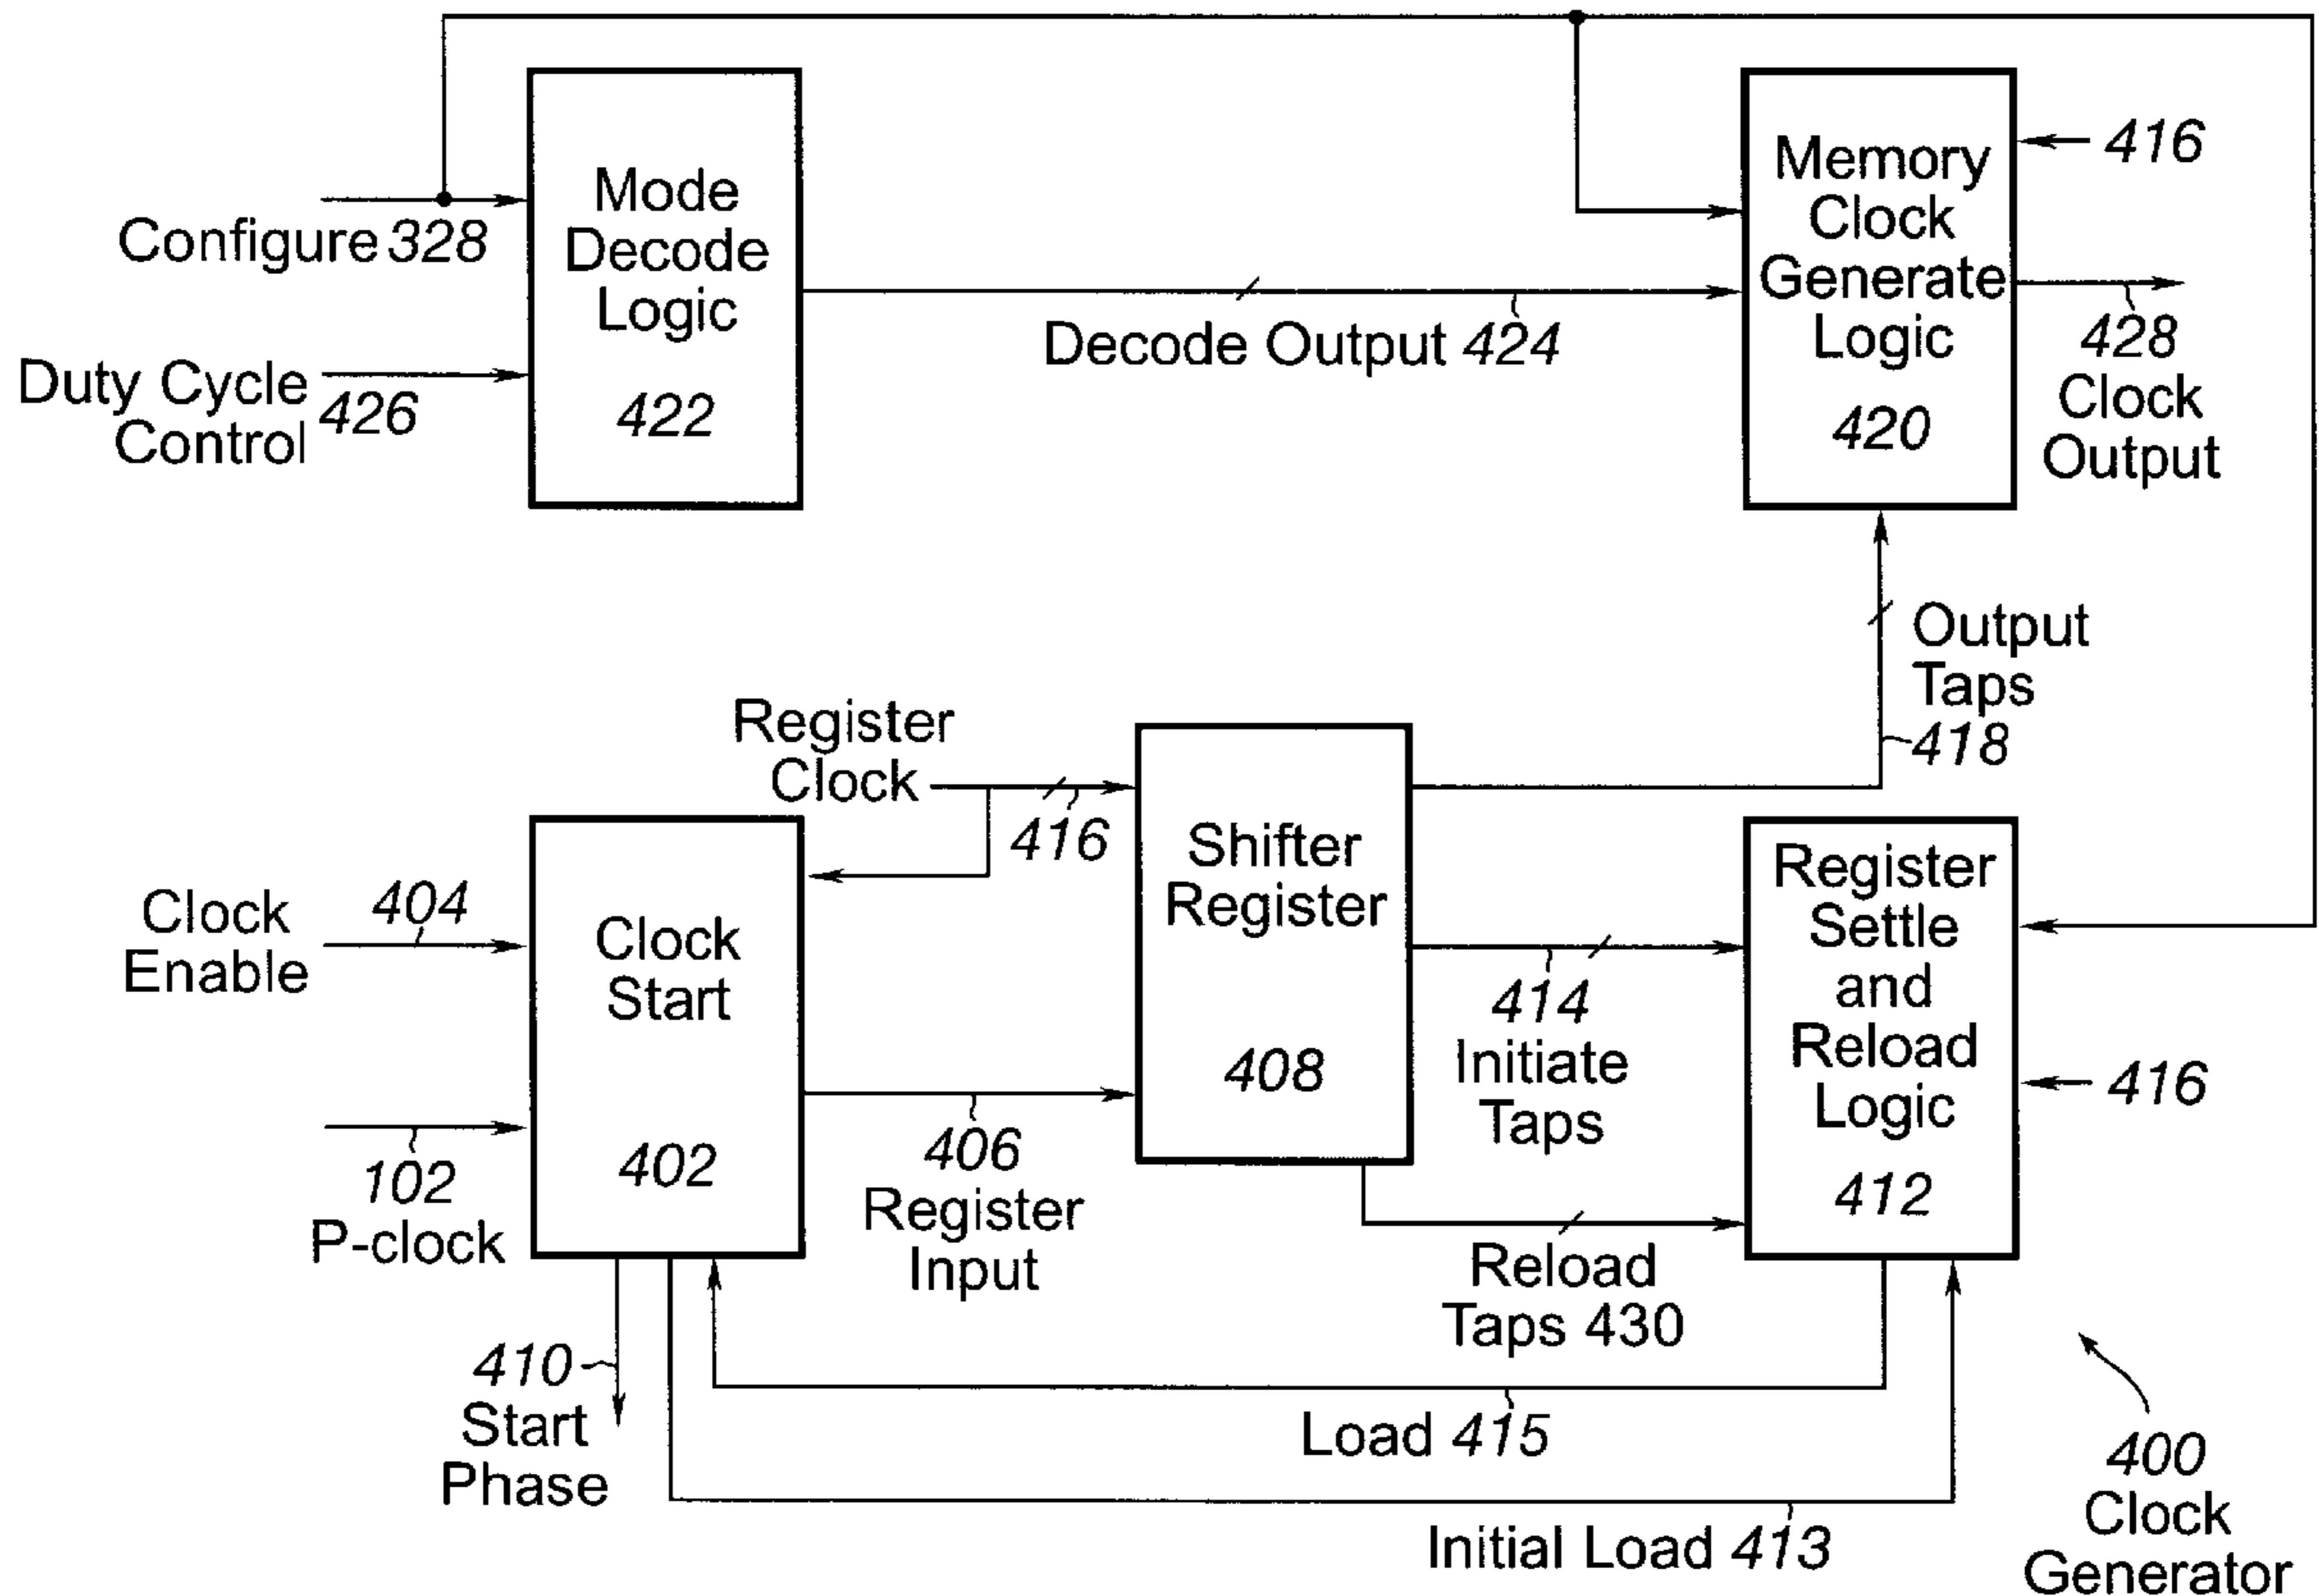 Configure 328
Duty Cycle
Control
426
Mode
Decode
Logic
422
Decode Output 424
Memory
Clock
Generate
Logic
420
416
428
Clock
Output
Output
Taps
418
Register
Clock
416
Clock
Enable
404
102
P-clock
Clock
Start
402
406
Register
Input
Shifter
Register
408
414
Initiate
Taps
Reload
Taps 430
Register
Settle
and
Reload
Logic
412
416
410
Start
Phase
Load 415
Initial Load 413
400
Clock
Generator